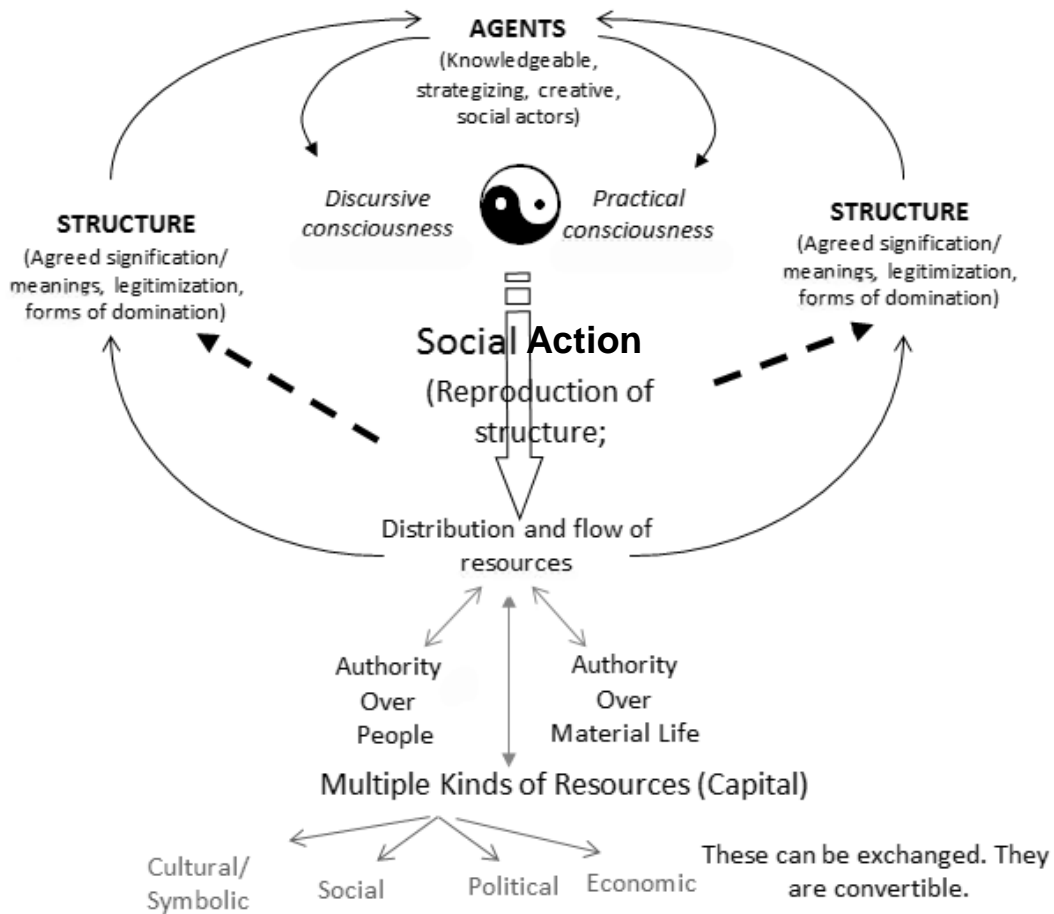 AGENTS
(Knowledgeable,
strategizing, creative,
social actors)
Discursive
consciousness
Practical
consciousness
STRUCTURE
(Agreed signification/
meanings, legitimization,
forms of domination)
STRUCTURE
(Agreed signification/
meanings, legitimization,
forms of domination)
Social Action
(Reproduction of
structure;
Distribution and flow of
resources
Authority
Over
People
Authority
Over
Material Life
Multiple Kinds of Resources (Capital)
Cultural/
Symbolic
Social
Political
Economic
These can be exchanged. They
are convertible.